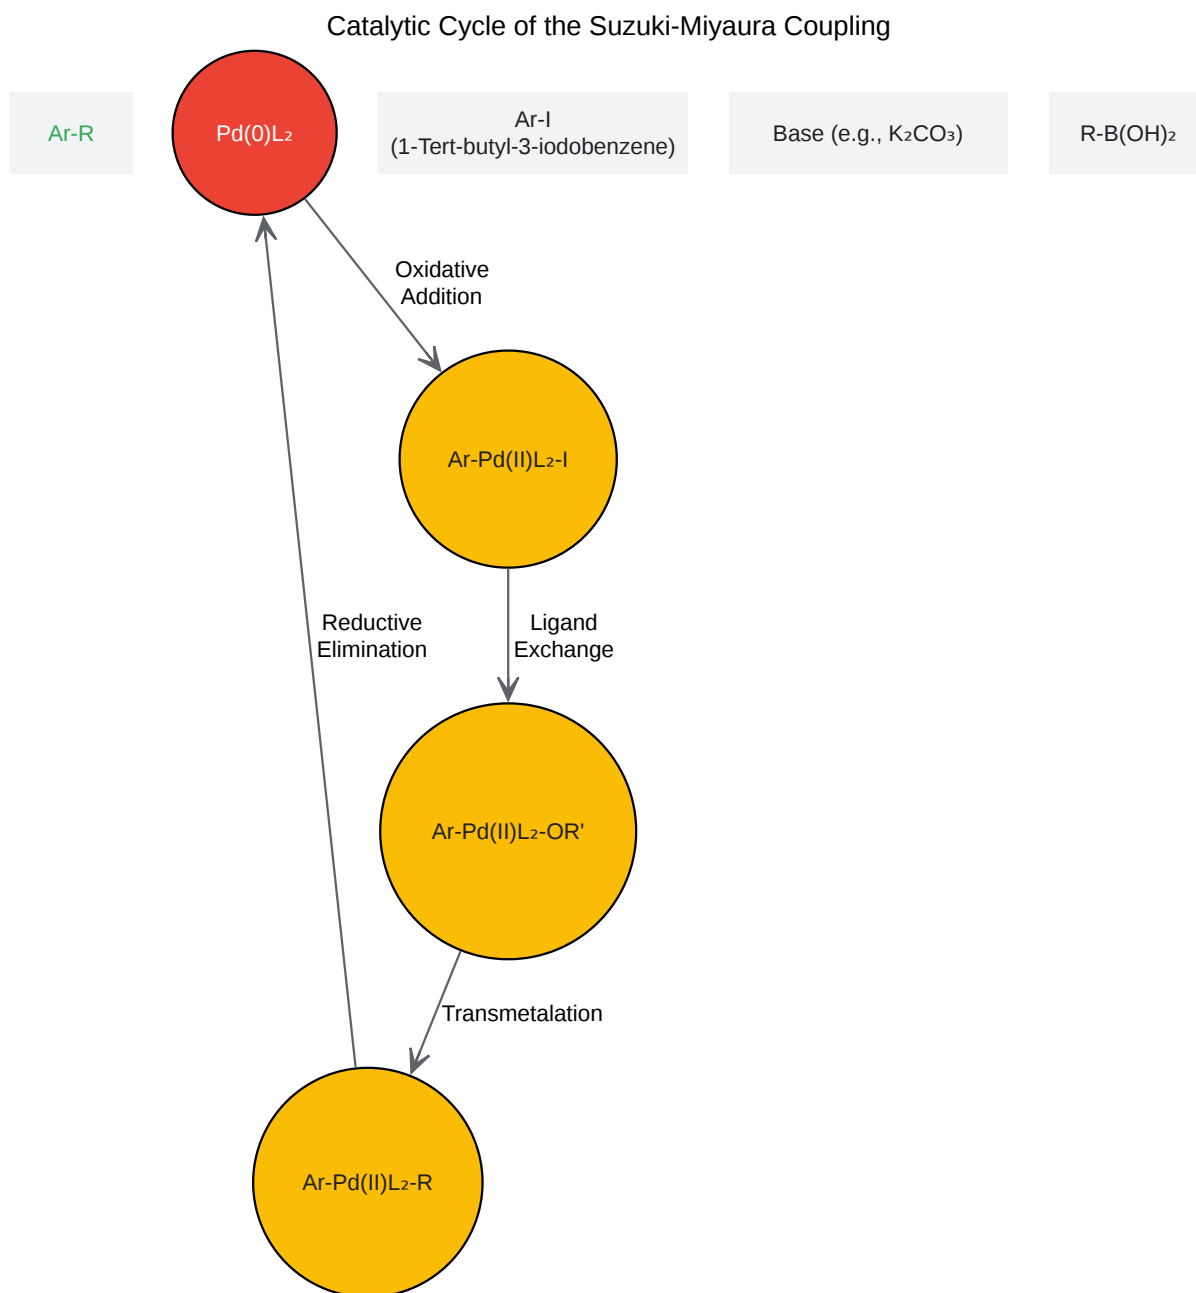 Catalytic Cycle of the Suzuki-Miyaura Coupling
Ar-R
Pd(0)L₂
Ar-I
(1-Tert-butyl-3-iodobenzene)
Base (e.g., K₂CO₃)
R-B(OH)₂
Oxidative
Addition
Ar-Pd(II)L₂-I
Reductive
Elimination
Ligand
Exchange
Ar-Pd(II)L₂-OR'
Transmetalation
Ar-Pd(II)L₂-R